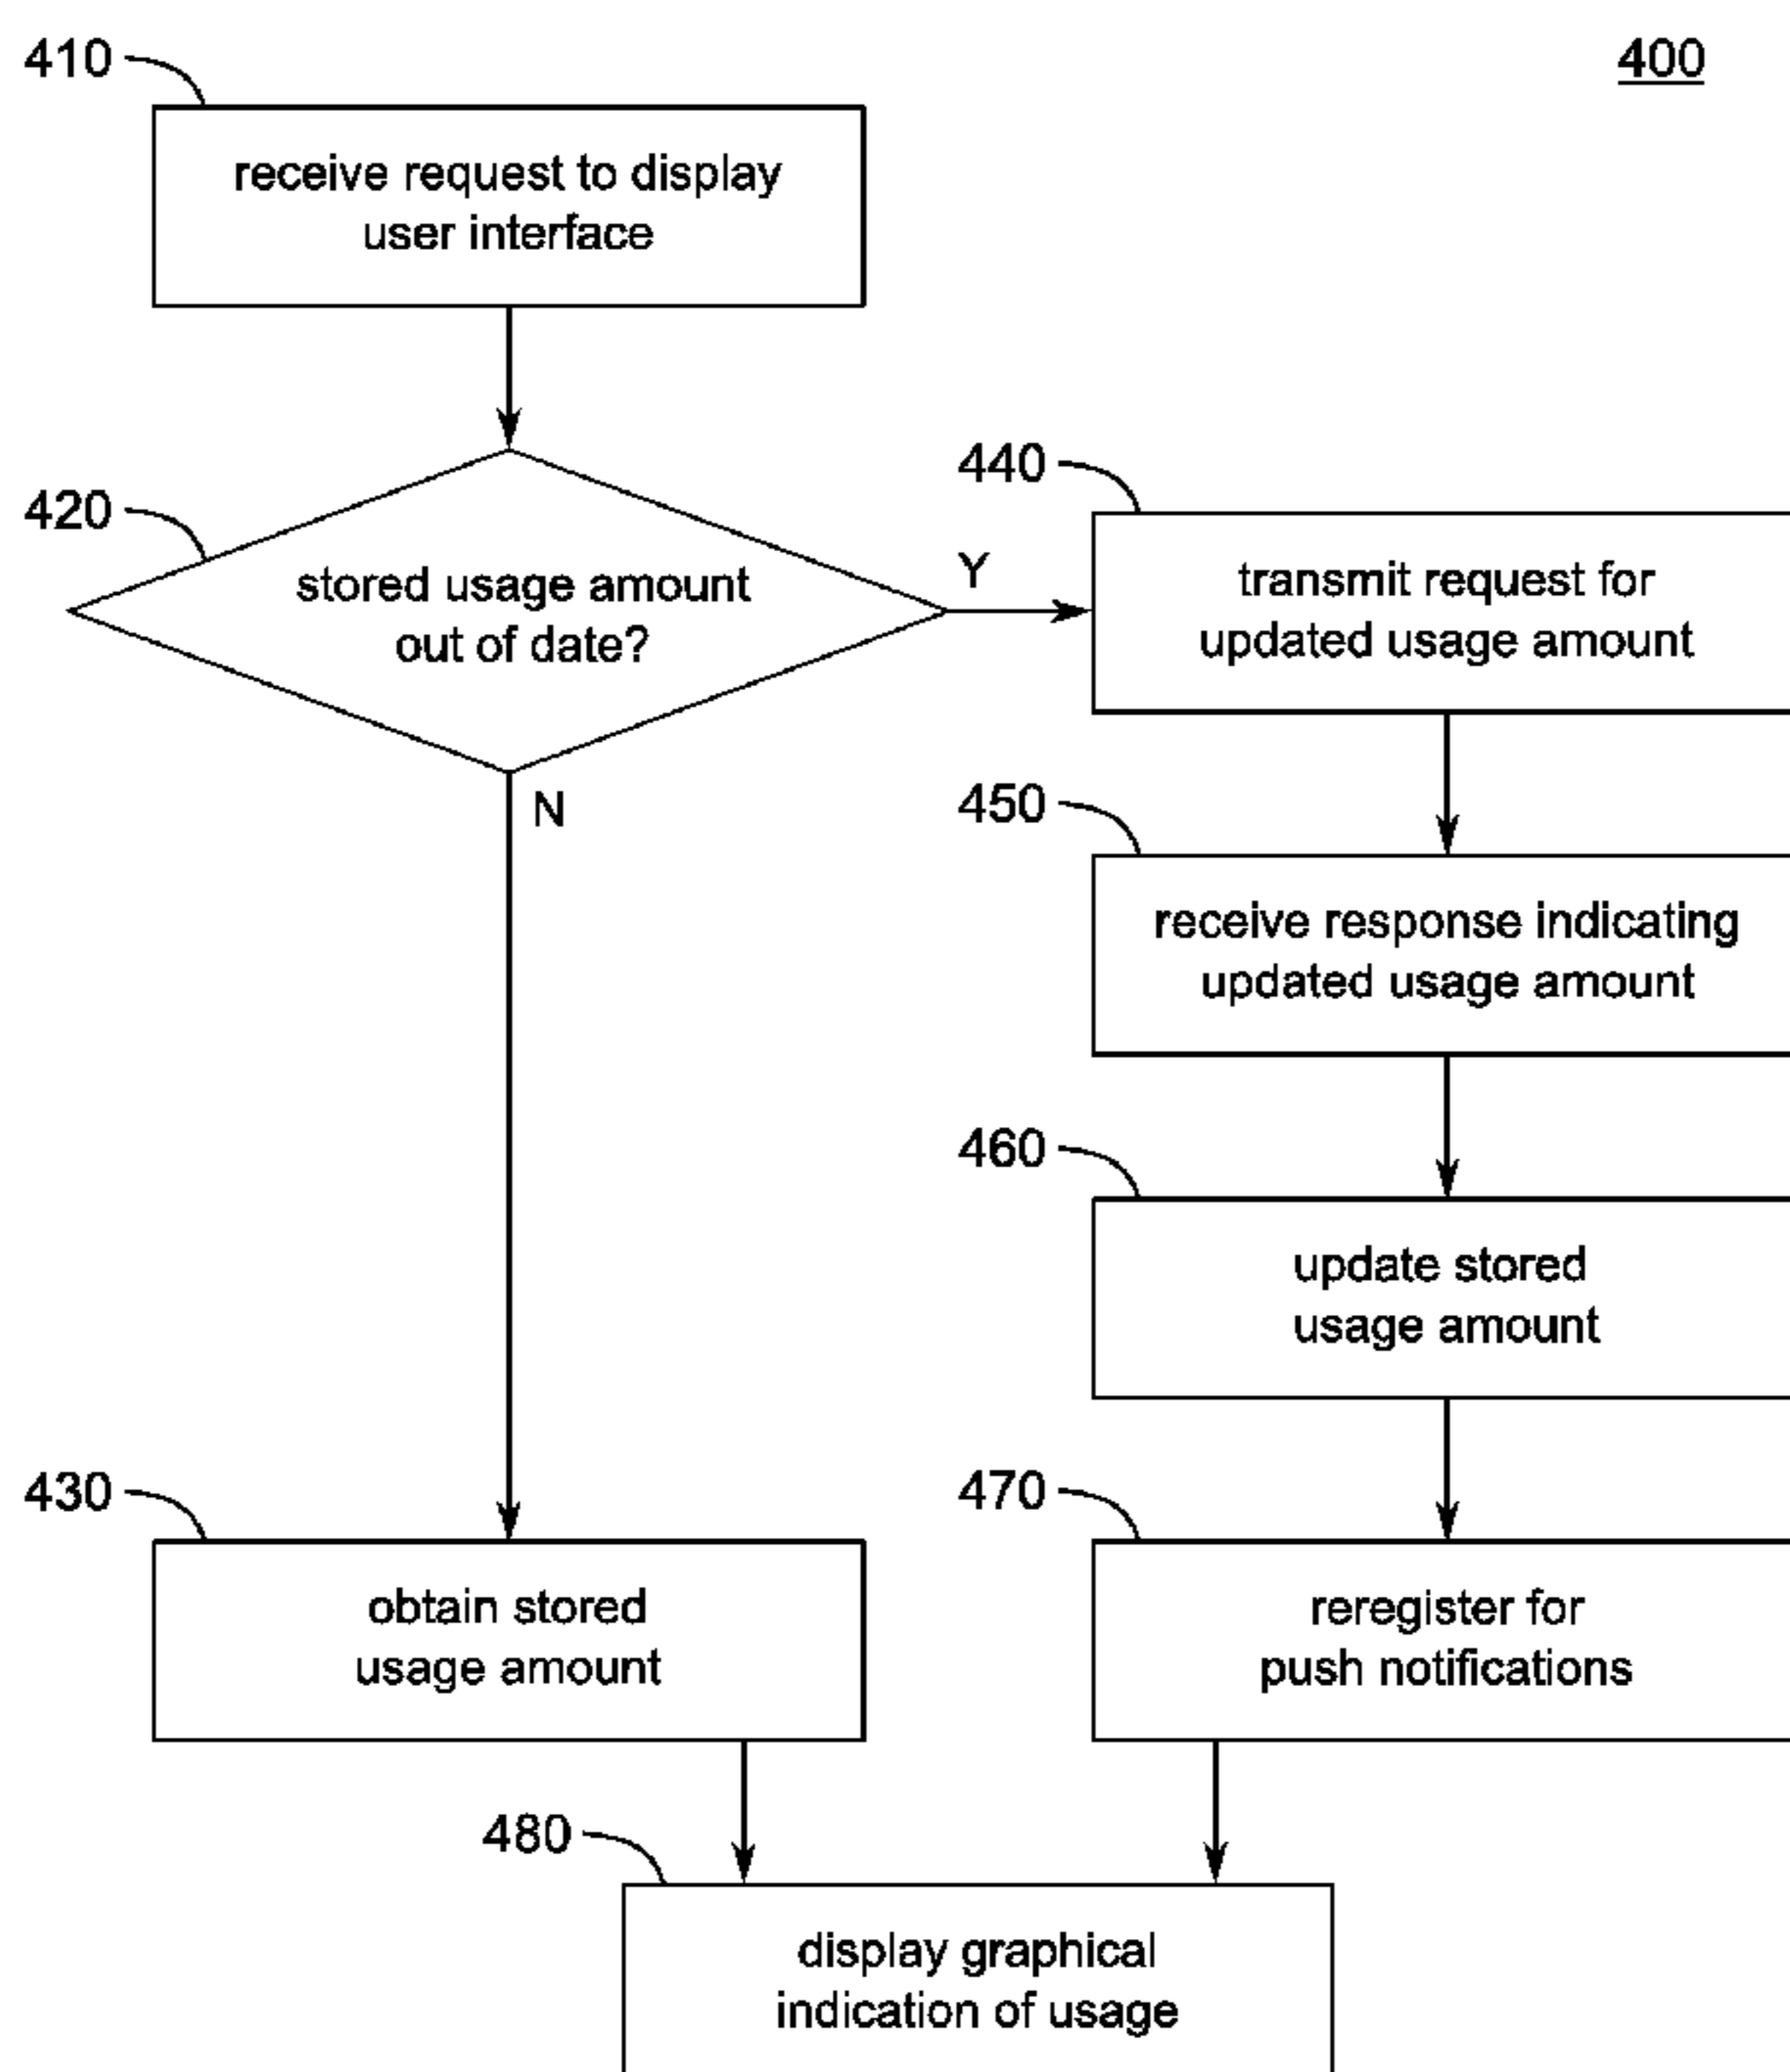 410
400
receive request to display
user interface
420
stored usage amount
out of date?
Y
N
440
transmit request for
updated usage amount
450
receive response indicating
updated usage amount
460
update stored
usage amount
430
obtain stored
usage amount
470
reregister for
push notifications
480
display graphical
indication of usage